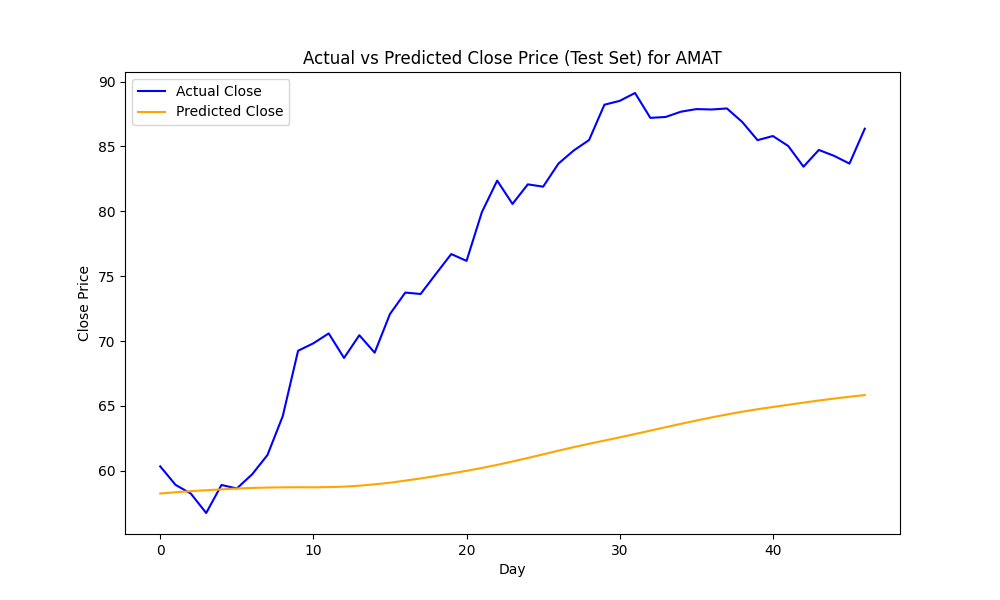 Actual vs Predicted Close Price (Test Set) for AMAT
Actual Close
Predicted Close
90
85
80
75
70
65
60
Close Price
0 10 20 30 40
Day